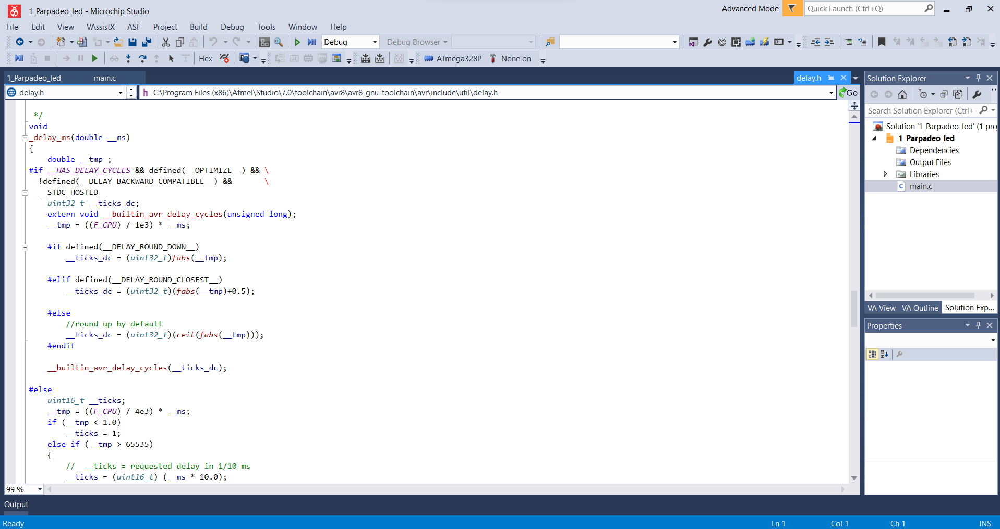 1_Parpadeo_led - Microchip Studio
Advanced Mode
Quick Launch (Ctrl+Q)
File Edit View VAssistX ASF Project Build Debug Tools Window Help
Debug
Debug Browser
Hex
ATmega328P
None on
1_Parpadeo_led
main.c
delay.h
delay.h
h C:\Program Files (x86)\Atmel\Studio\7.0\toolchain\avr8\avr8-gnu-toolchain\avr\include\util\delay.h
Go
*/
void
_delay_ms(double __ms)
{
double __tmp ;
#if __HAS_DELAY_CYCLES && defined(__OPTIMIZE__) && \
!defined(__DELAY_BACKWARD_COMPATIBLE__) && \
__STDC_HOSTED__
uint32_t __ticks_dc;
extern void __builtin_avr_delay_cycles(unsigned long);
__tmp = ((F_CPU) / 1e3) * __ms;
#if defined(__DELAY_ROUND_DOWN__)
__ticks_dc = (uint32_t)fabs(__tmp);
#elif defined(__DELAY_ROUND_CLOSEST__)
__ticks_dc = (uint32_t)(fabs(__tmp)+0.5);
#else
//round up by default
__ticks_dc = (uint32_t)(ceil(fabs(__tmp)));
#endif
__builtin_avr_delay_cycles(__ticks_dc);
#else
uint16_t __ticks;
__tmp = ((F_CPU) / 4e3) * __ms;
if (__tmp < 1.0)
__ticks = 1;
else if (__tmp > 65535)
{
// __ticks = requested delay in 1/10 ms
__ticks = (uint16_t) (__ms * 10.0);
99 %
Solution Explorer
Search Solution Explorer (Ctrl+
Solution '1_Parpadeo_led' (1 pro
1_Parpadeo_led
Dependencies
Output Files
Libraries
main.c
VA View VA Outline Solution Exp...
Properties
Output
Ready
Ln 1 Col 1 Ch 1 INS